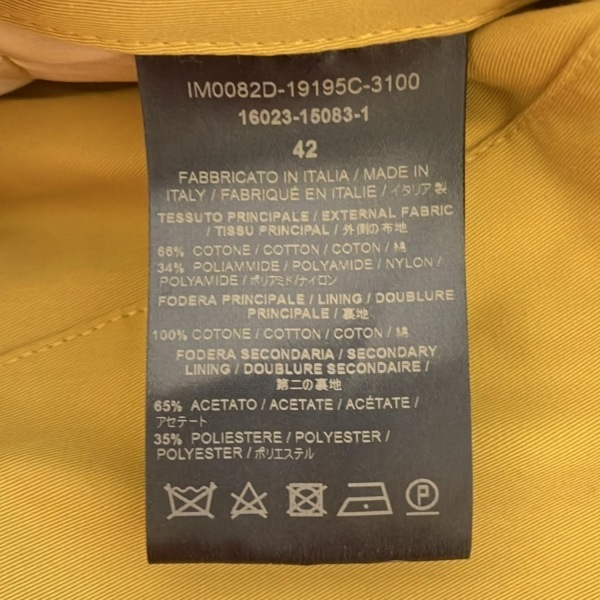 IM0082D-19195C-3100
16023-15083-1
42
FABBRICATO IN ITALIA / MADE IN
ITALY / FABRIQUÉ EN ITALIE / イタリア製
TESSUTO PRINCIPALE / EXTERNAL FABRIC
/ TISSU PRINCIPAL / 外側の布地
66% COTONE / COTTON / COTON / 綿
34% POLIAMMIDE / POLYAMIDE / NYLON /
POLYAMIDE / ポリアミド/ナイロン
FODERA PRINCIPALE / LINING / DOUBLURE
PRINCIPALE / 裏地
100% COTONE / COTTON / COTON / 綿
FODERA SECONDARIA / SECONDARY
LINING / DOUBLURE SECONDAIRE /
第二の裏地
65% ACETATO / ACETATE / ACÉTATE /
アセテート
35% POLIESTERE / POLYESTER /
POLYESTER / ポリエステル
P